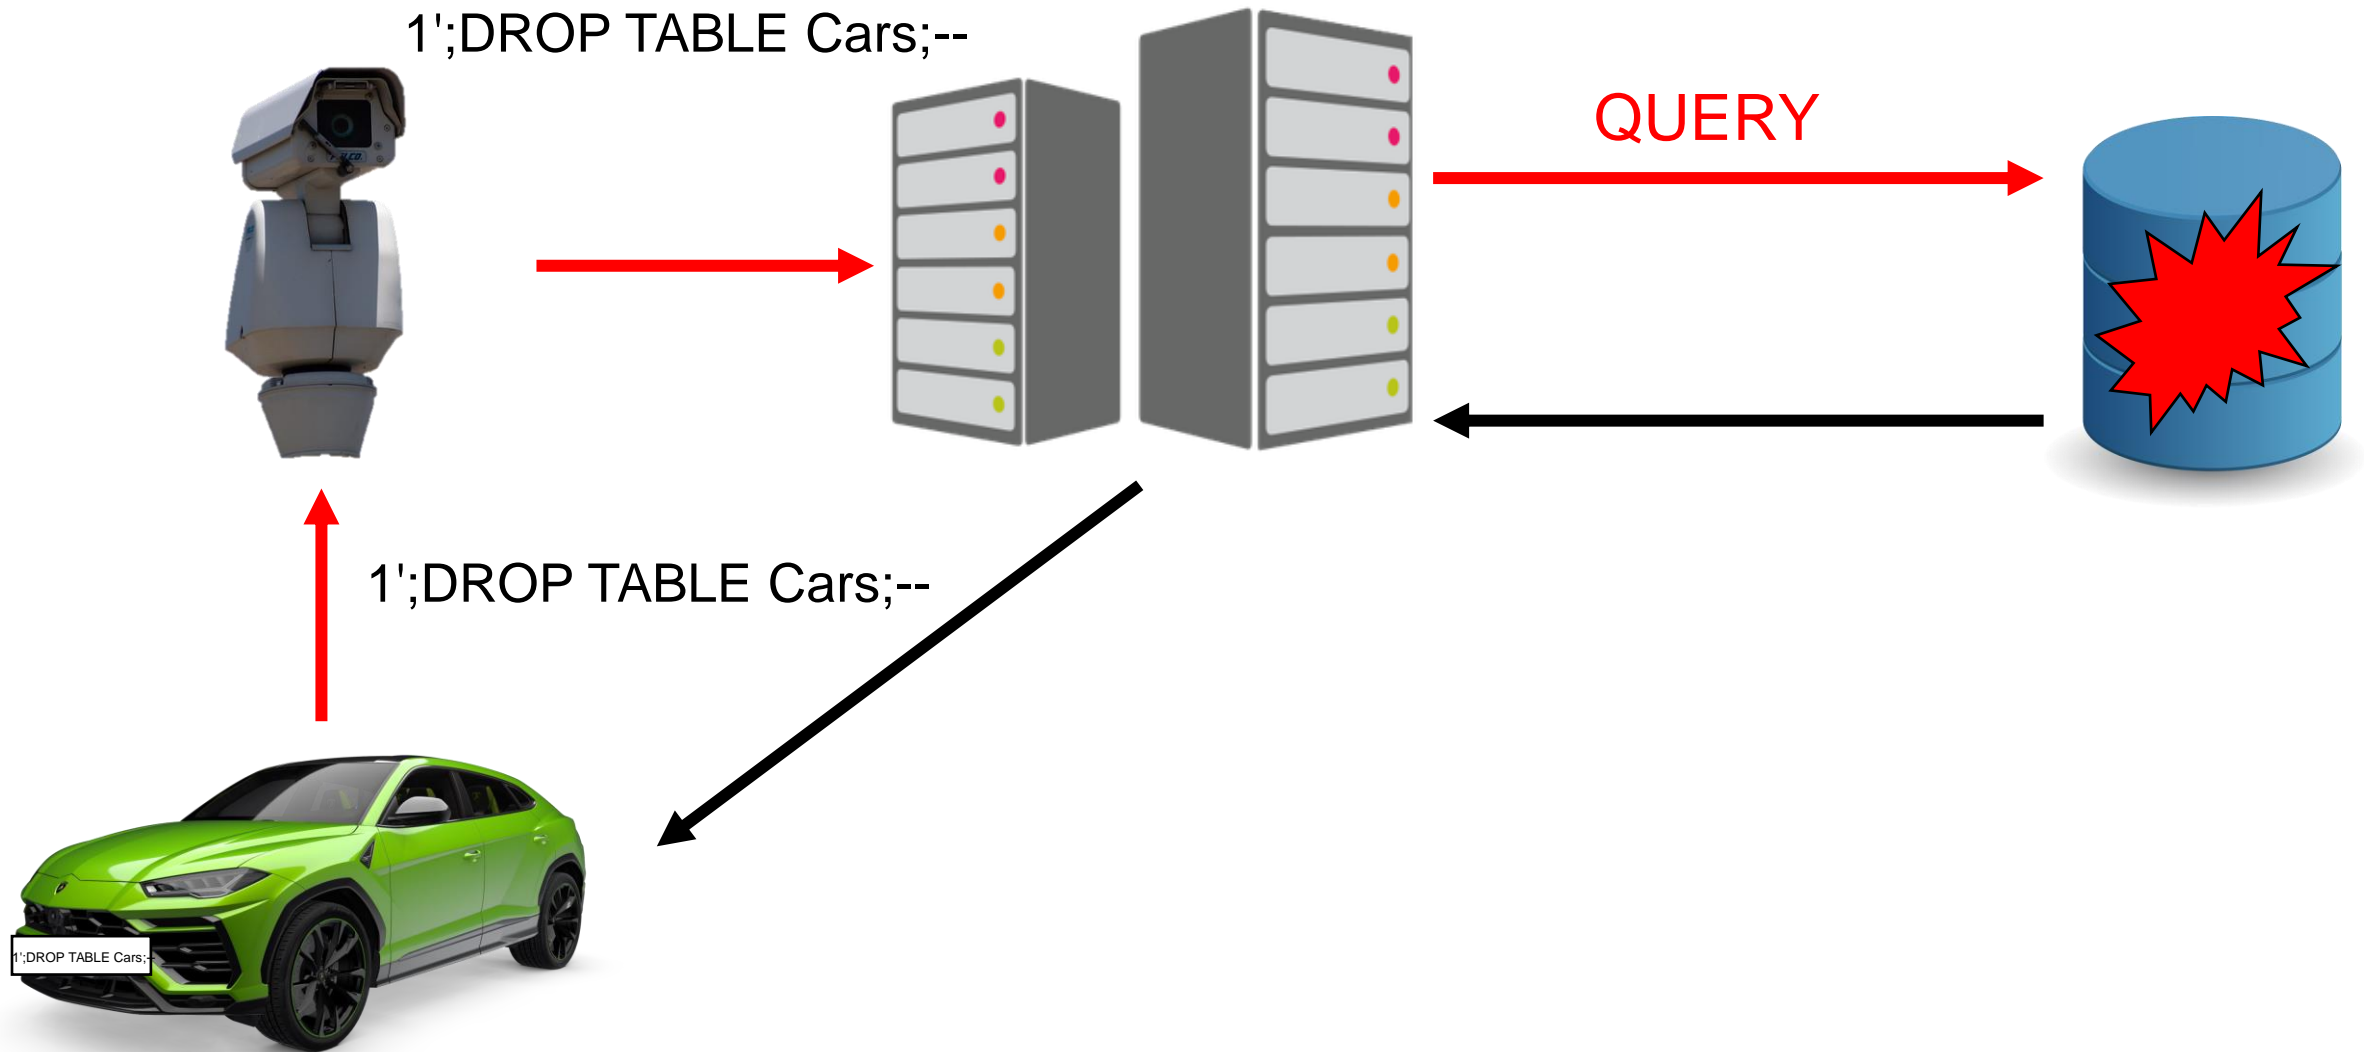 1';DROP TABLE Cars;--
QUERY
1';DROP TABLE Cars;--
1';DROP TABLE Cars;--